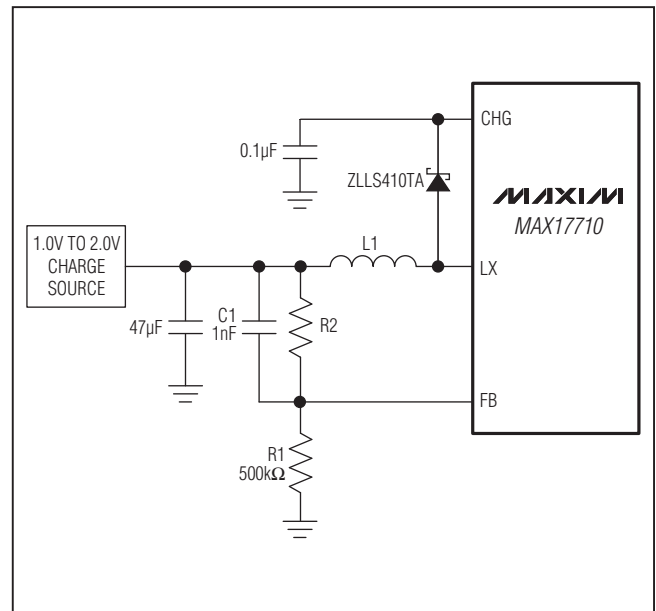 CHG
0.1µF
ZLLS410TA
MAXIM
MAX17710
1.0V TO 2.0V
CHARGE
SOURCE
L1
LX
47µF
C1
1nF
R2
FB
R1
500kΩ